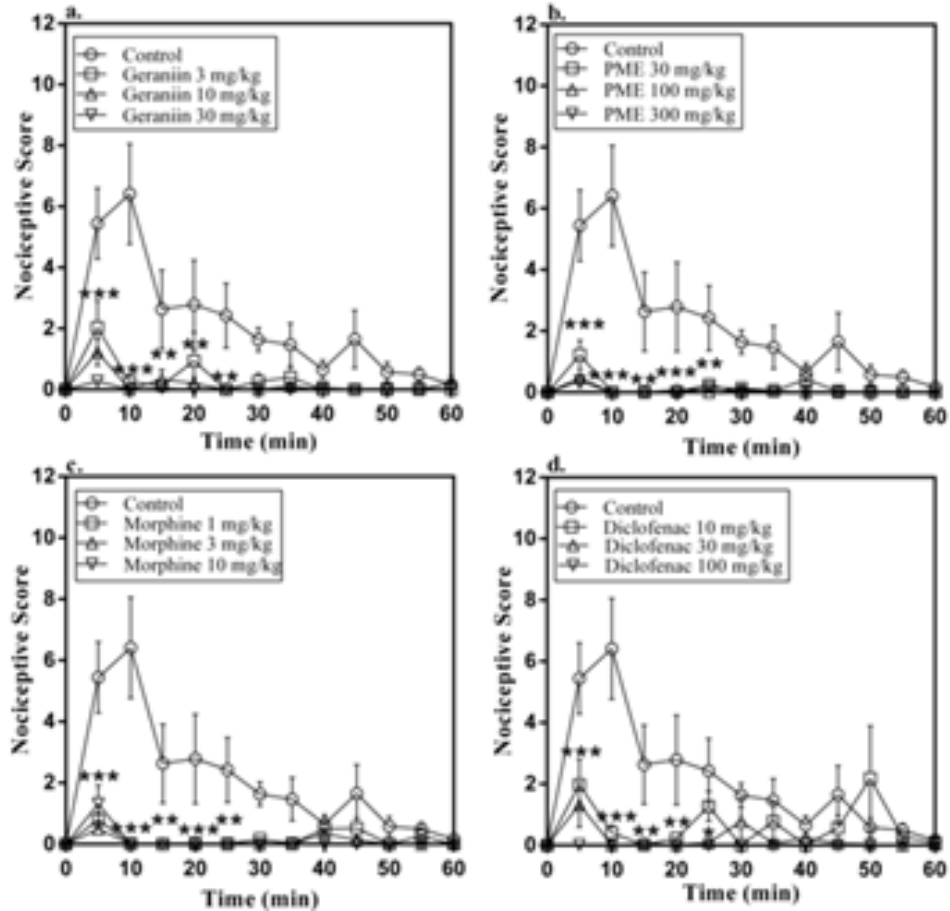 a.
12
10
8
6
4
2
0
Nociceptive Score
Control
Geraniin 3 mg/kg
Geraniin 10 mg/kg
Geraniin 30 mg/kg
***
***
**
**
**
0 10 20 30 40 50 60
Time (min)
b.
12
10
8
6
4
2
0
Nociceptive Score
Control
PME 30 mg/kg
PME 100 mg/kg
PME 300 mg/kg
***
***
**
***
**
0 10 20 30 40 50 60
Time (min)
c.
12
10
8
6
4
2
0
Nociceptive Score
Control
Morphine 1 mg/kg
Morphine 3 mg/kg
Morphine 10 mg/kg
***
***
**
***
**
0 10 20 30 40 50 60
Time (min)
d.
12
10
8
6
4
2
0
Nociceptive Score
Control
Diclofenac 10 mg/kg
Diclofenac 30 mg/kg
Diclofenac 100 mg/kg
***
***
**
**
*
0 10 20 30 40 50 60
Time (min)